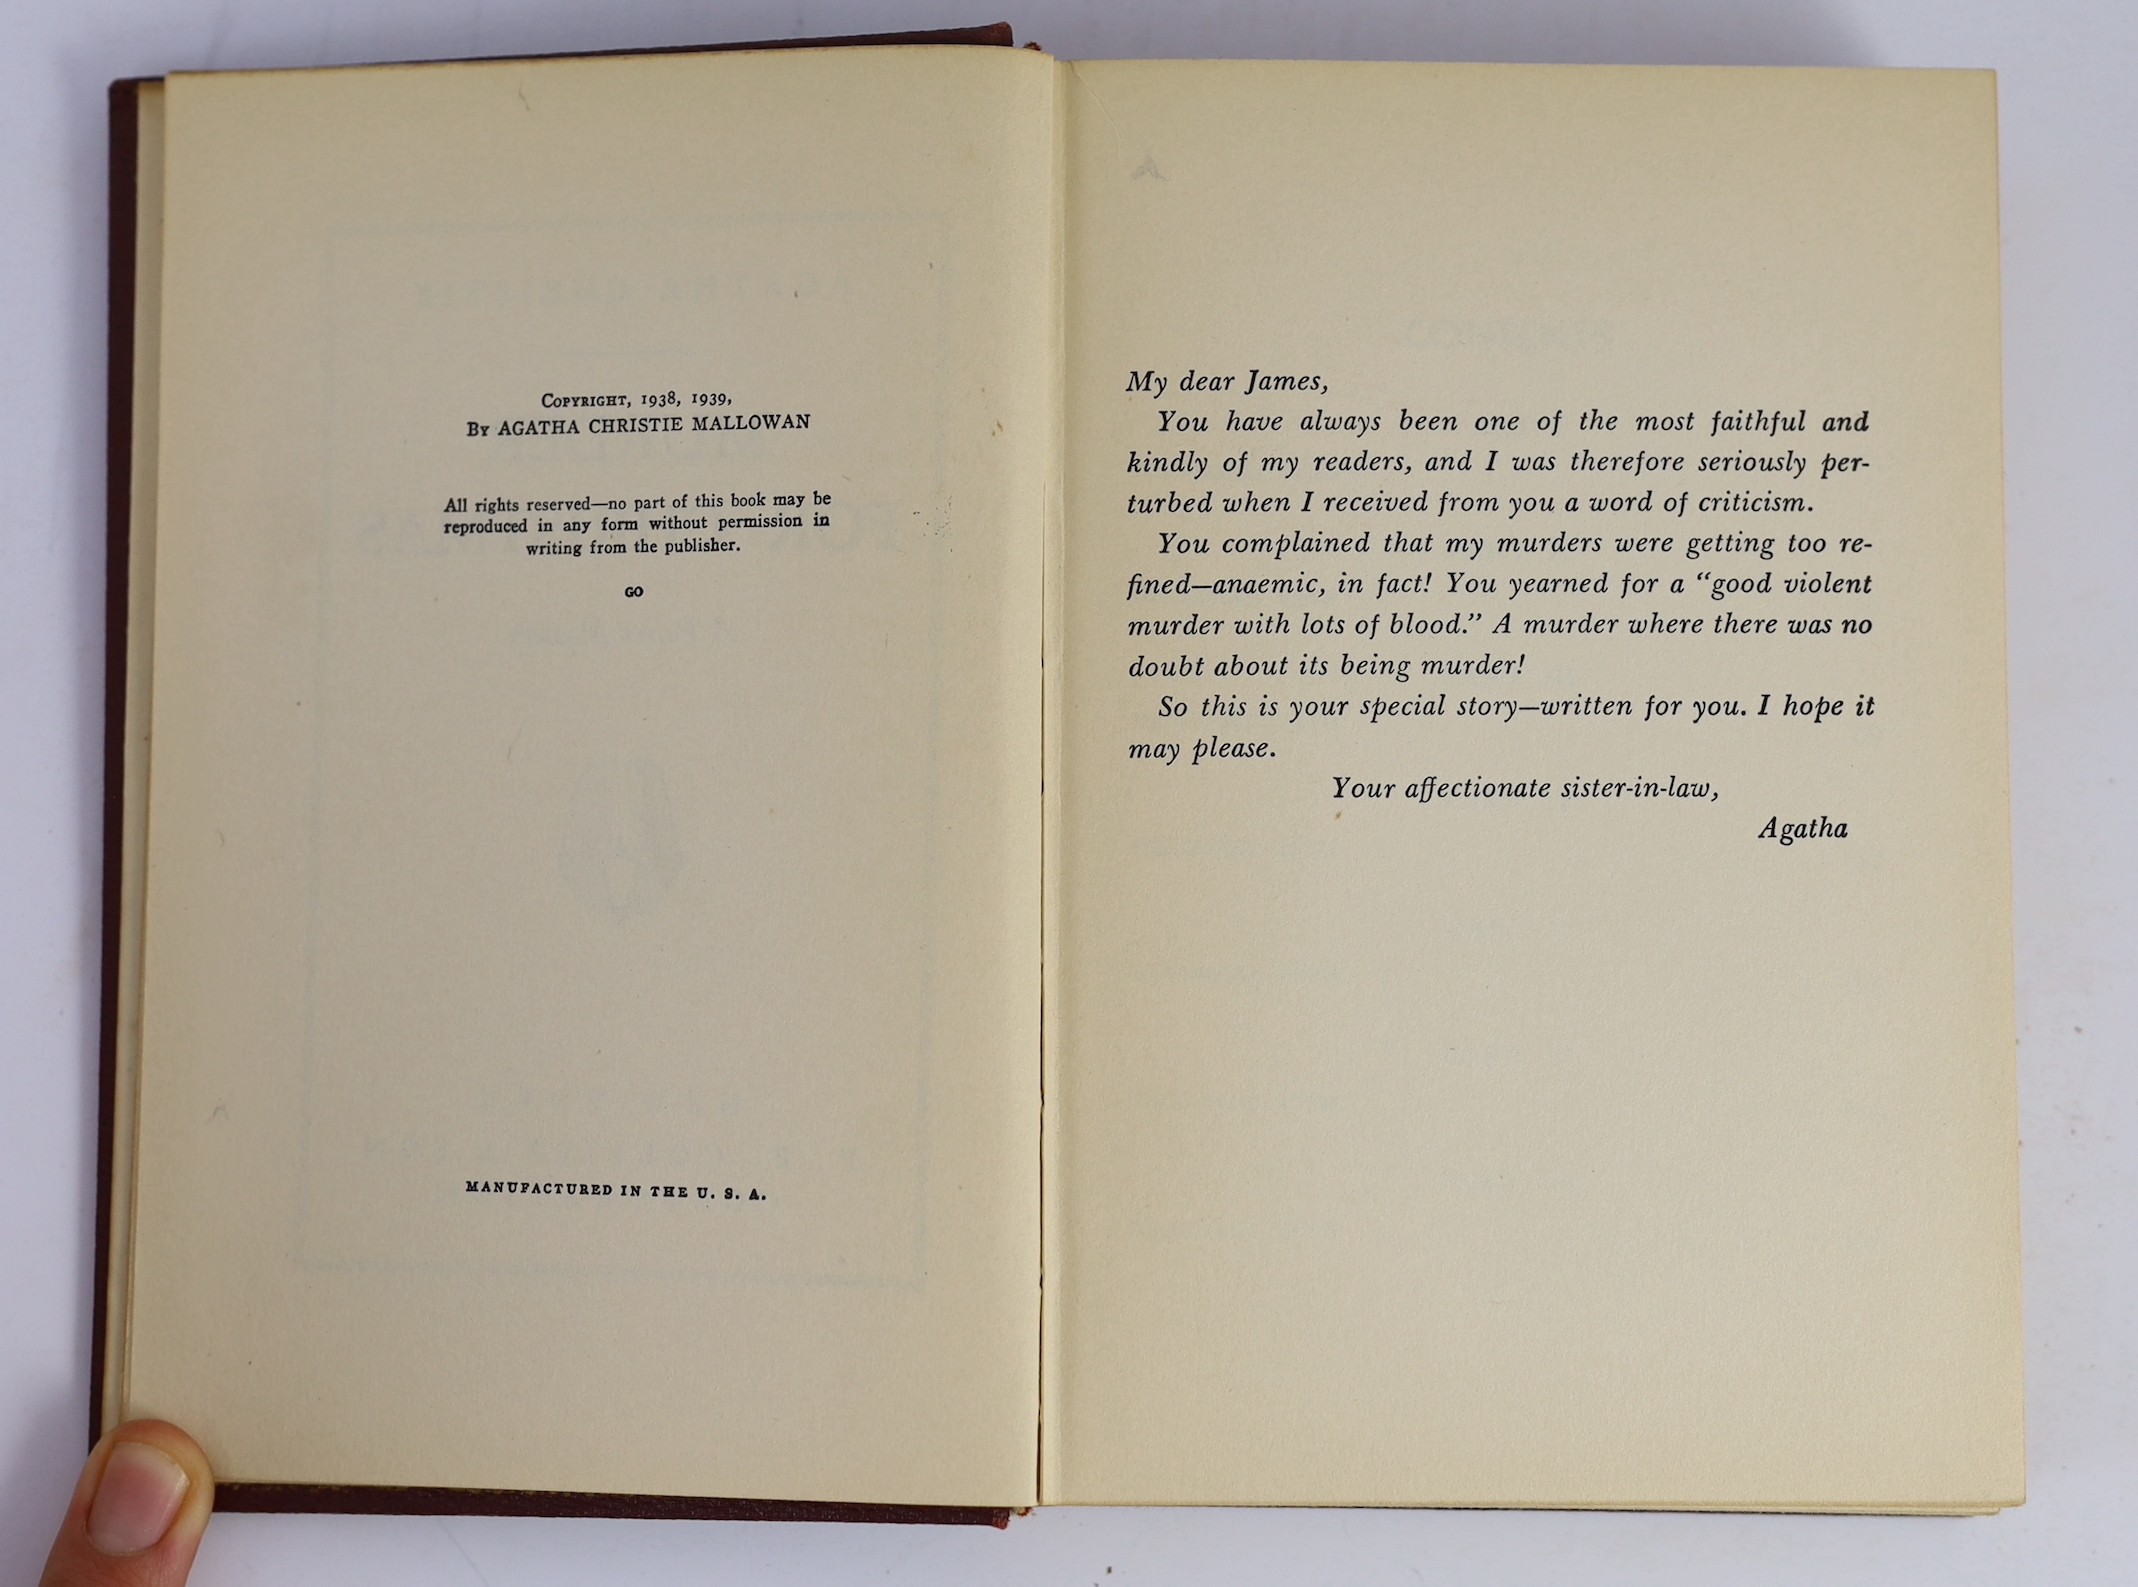 COPYRIGHT, 1938, 1939,
By AGATHA CHRISTIE MALLOWAN
All rights reserved—no part of this book may be
reproduced in any form without permission in
writing from the publisher.
GO
MANUFACTURED IN THE U. S. A.
My dear James,
You have always been one of the most faithful and
kindly of my readers, and I was therefore seriously per-
turbed when I received from you a word of criticism.
You complained that my murders were getting too re-
fined—anaemic, in fact! You yearned for a “good violent
murder with lots of blood.” A murder where there was no
doubt about its being murder!
So this is your special story—written for you. I hope it
may please.
Your affectionate sister-in-law,
Agatha